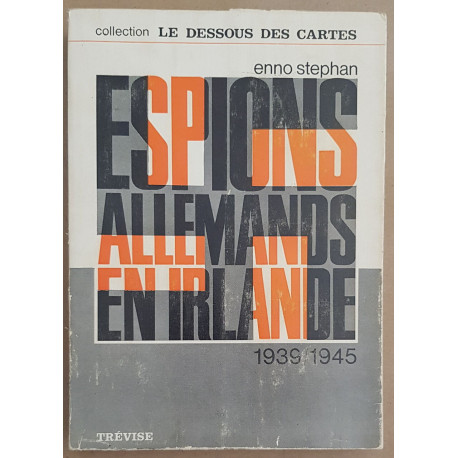 collection LE DESSOUS DES CARTES
enno stephan
ESPIONS
ALLEMANDS
EN IRLANDE
1939/1945
TRÉVISE